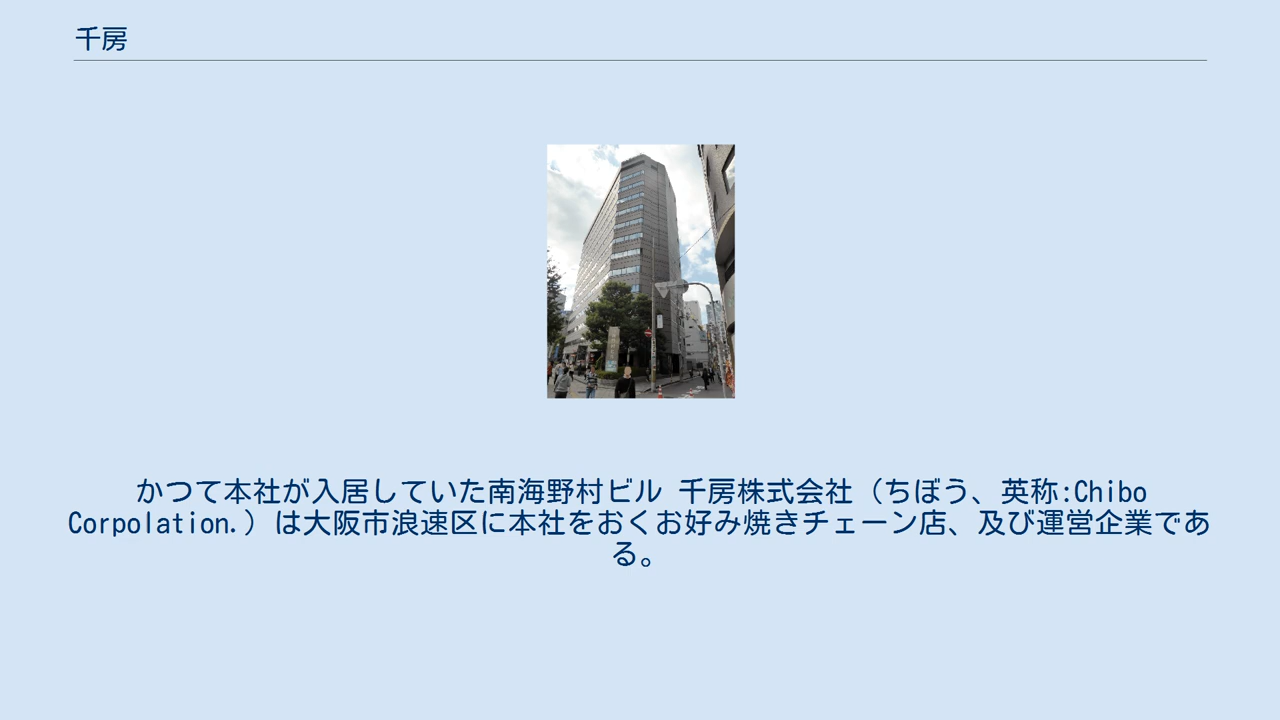 千房
かつて本社が入居していた南海野村ビル 千房株式会社（ちぼう、英称:Chibo
Corpolation.）は大阪市浪速区に本社をおくお好み焼きチェーン店、及び運営企業であ
る。